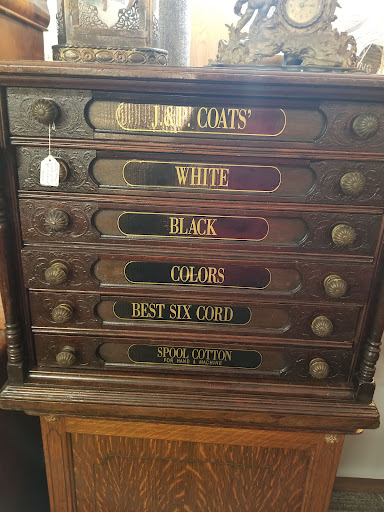 J. & P. COATS'
WHITE
BLACK
COLORS
BEST SIX CORD
SPOOL COTTON
FOR HAND & MACHINE